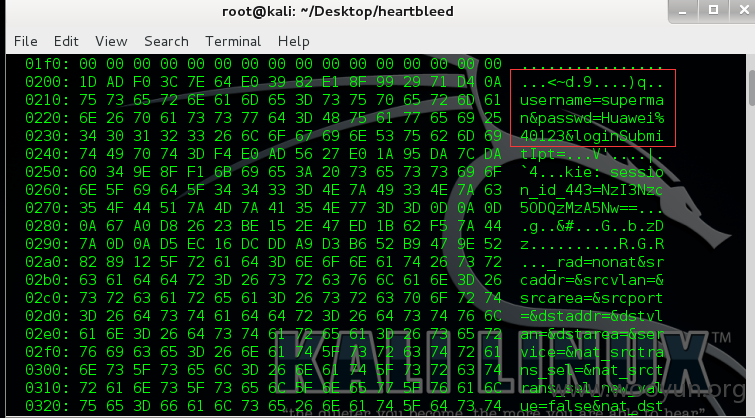 root@kali: ~/Desktop/heartbleed
File Edit View Search Terminal Help
01f0: 00 00 00 00 00 00 00 00 00 00 00 00 00 00 00 00 ................
0200: 1D AD F0 3C 7E 64 E0 39 82 E1 8F 99 29 71 D4 0A ...<~d.9....)q..
0210: 75 73 65 72 6E 61 6D 65 3D 73 75 70 65 72 6D 61 username=superma
0220: 6E 26 70 61 73 73 77 64 3D 48 75 61 77 65 69 25 n&passwd=Huawei%
0230: 34 30 31 32 33 26 6C 6F 67 69 6E 53 75 62 6D 69 40123&loginSubmi
0240: 74 49 70 74 3D F4 E0 AD 56 27 E0 1A 95 DA 7C DA tIpt=...V'....|.
0250: 60 34 9E 8F F1 6B 69 65 3A 20 73 65 73 73 69 6F `4...kie: sessio
0260: 6E 5F 69 64 5F 34 34 33 3D 4E 7A 49 33 4E 7A 63 n_id_443=NzI3Nzc
0270: 35 4F 44 51 7A 4D 7A 41 35 4E 77 3D 3D 0D 0A 0D 5ODQzMzA5Nw==...
0280: 0A 67 A0 D8 26 23 BE 15 2E 47 ED 1B 62 F5 7A 44 .g..&#...G..b.zD
0290: 7A 0D 0A D5 EC 16 DC DD A9 D3 B6 52 B9 47 9E 52 z..........R.G.R
02a0: 82 89 12 5F 72 61 64 3D 6E 6F 6E 61 74 26 73 72 ..._rad=nonat&sr
02b0: 63 61 64 64 72 3D 26 73 72 63 76 6C 61 6E 3D 26 caddr=&srcvlan=&
02c0: 73 72 63 61 72 65 61 3D 26 73 72 63 70 6F 72 74 srcarea=&srcport
02d0: 3D 26 64 73 74 61 64 64 72 3D 26 64 73 74 76 6C =&dstaddr=&dstvl
02e0: 61 6E 3D 26 64 73 74 61 72 65 61 3D 26 73 65 72 an=&dstarea=&ser
02f0: 76 69 63 65 3D 26 6E 61 74 5F 73 72 63 74 72 61 vice=&nat_srctra
0300: 6E 73 5F 73 65 6C 3D 26 6E 61 74 5F 73 72 63 74 ns_sel=&nat_srct
0310: 72 61 6E 73 5F 73 65 6C 5F 6E 65 77 5F 76 61 6C rans_sel_new_val
0320: 75 65 3D 66 61 6C 73 65 26 6E 61 74 5F 64 73 74 ue=false&nat_dst
KALI LINUX™